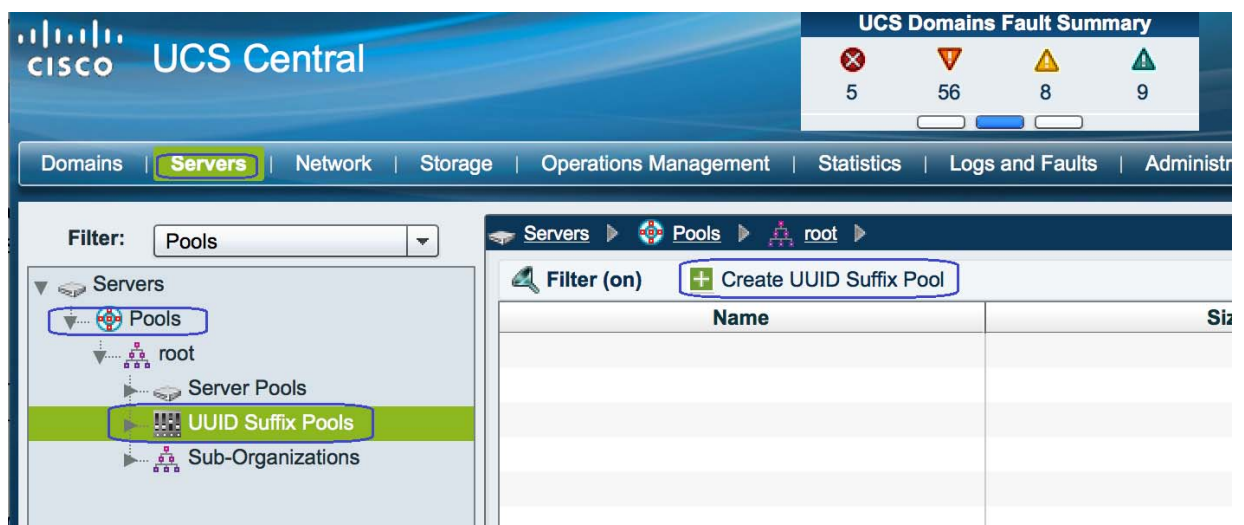 UCS Domains Fault Summary
CISCO UCS Central
5 56 8 9
Domains | Servers | Network | Storage | Operations Management | Statistics | Logs and Faults | Administr
Filter: Pools
Servers
Pools
root
Server Pools
UUID Suffix Pools
Sub-Organizations
Servers Pools root
Filter (on) Create UUID Suffix Pool
Name Siz